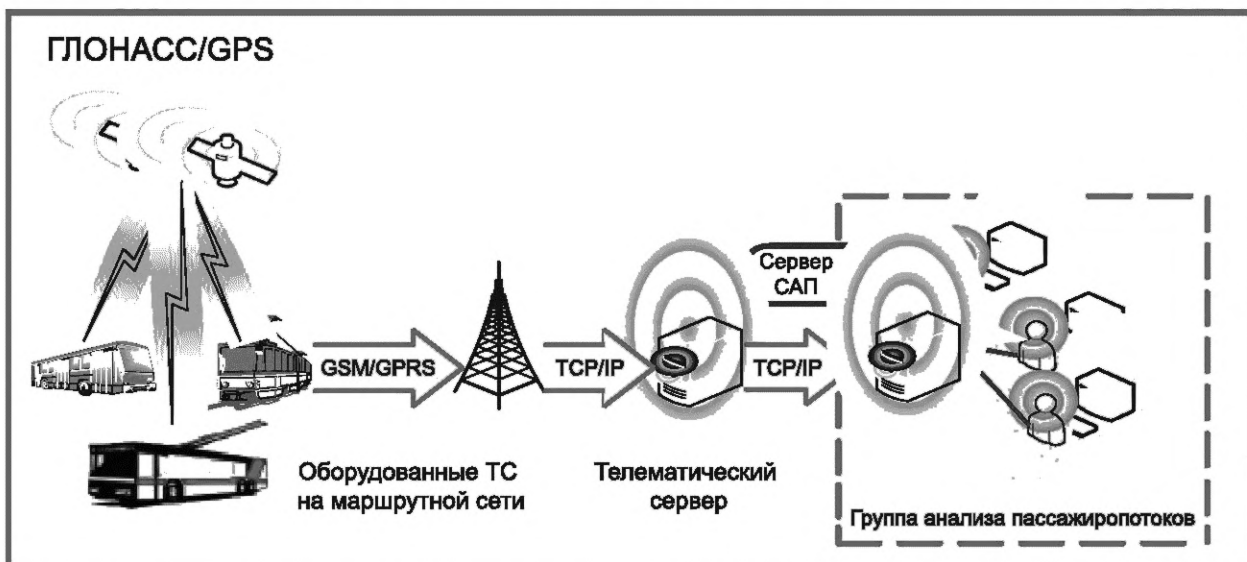 ГЛОНАСС/GPS
Сервер
САП
GSM/GPRS
TCP/IP
TCP/IP
Оборудованные ТС
на маршрутной сети
Телематический
сервер
Группа анализа пассажиропотоков